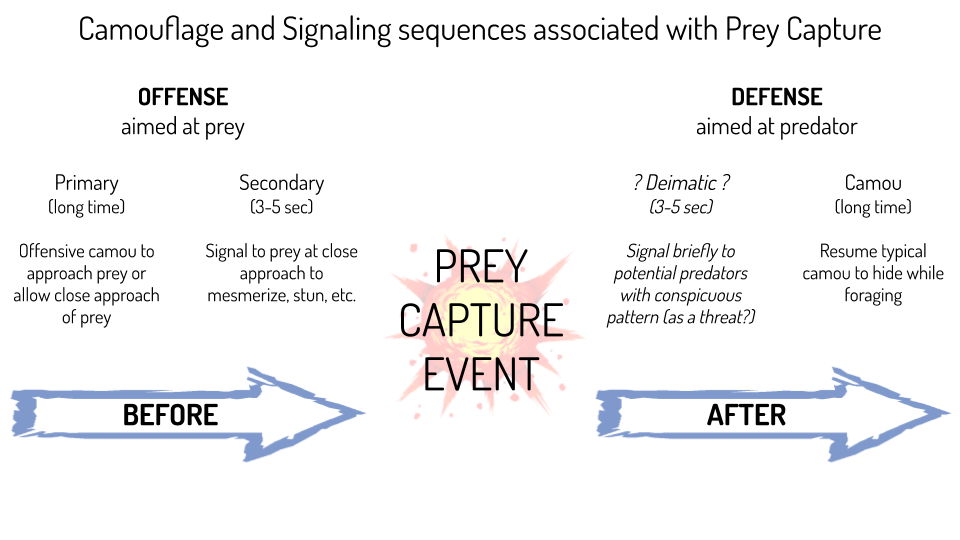 Camouflage and Signaling sequences associated with Prey Capture
OFFENSE
aimed at prey
Primary
(long time)
Offensive camou to
approach prey or
allow close approach
of prey
Secondary
(3-5 sec)
Signal to prey at close
approach to
mesmerize, stun, etc.
BEFORE
PREY
CAPTURE
EVENT
DEFENSE
aimed at predator
? Deimatic ?
(3-5 sec)
Signal briefly to
potential predators
with conspicuous
pattern (as a threat?)
Camou
(long time)
Resume typical
camou to hide while
foraging
AFTER